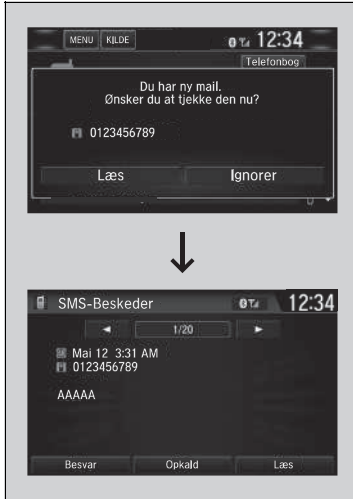 MENU KILDE 12:34
Telefonbog
Du har ny mail.
Ønsker du at tjekke den nu?
0123456789
Læs Ignorer
SMS-Beskeder 12:34
1/20
Mai 12 3:31 AM
0123456789
AAAAA
Besvar Opkald Læs